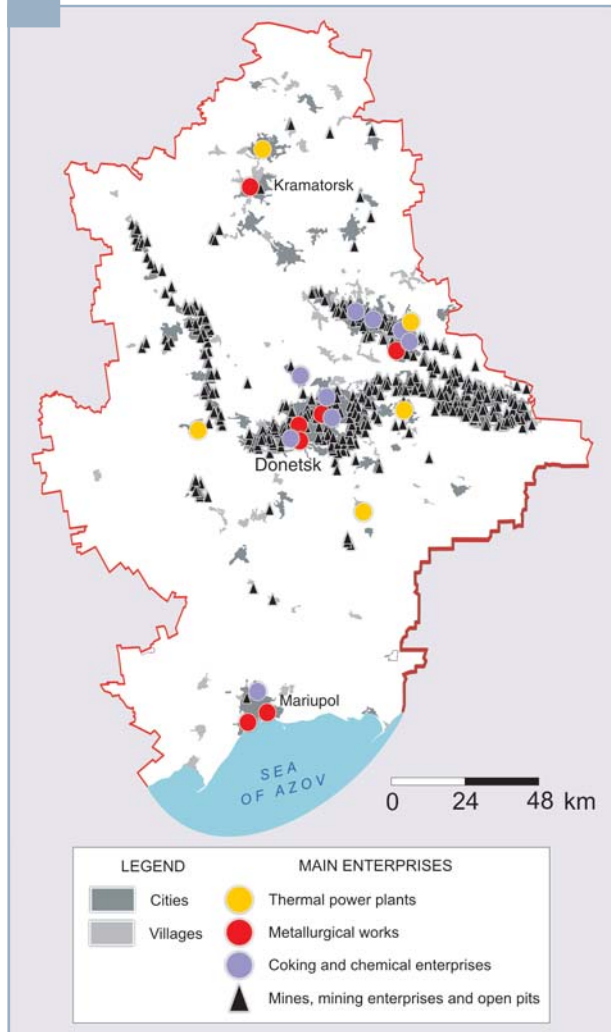 Kramatorsk
Donetsk
Mariupol
SEA
OF AZOV
0 24 48 km
LEGEND
Cities
Villages
MAIN ENTERPRISES
Thermal power plants
Metallurgical works
Coking and chemical enterprises
Mines, mining enterprises and open pits